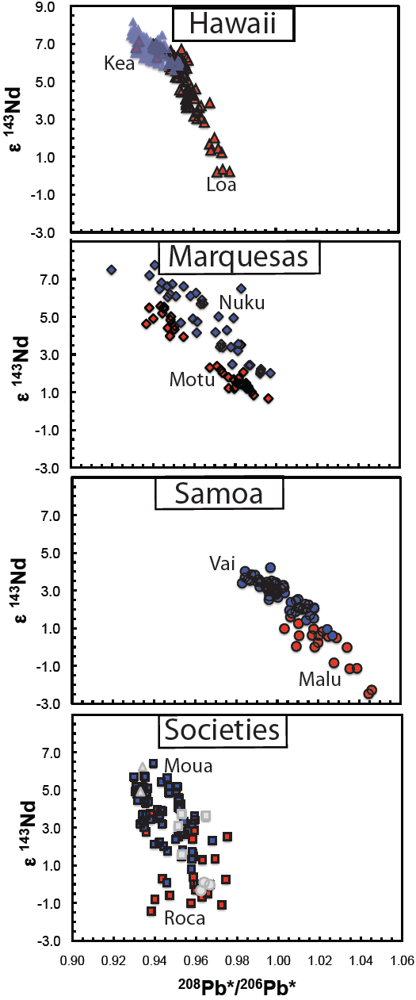 Hawaii
9.0
7.0
5.0
3.0
1.0
-1.0
-3.0
ε ¹⁴³Nd
Kea
Loa
Marquesas
7.0
5.0
3.0
1.0
-1.0
-3.0
ε ¹⁴³Nd
Nuku
Motu
Samoa
7.0
5.0
3.0
1.0
-1.0
-3.0
ε ¹⁴³Nd
Vai
Malu
Societies
7.0
5.0
3.0
1.0
-1.0
-3.0
ε ¹⁴³Nd
Moua
Roca
0.90 0.92 0.94 0.96 0.98 1.00 1.02 1.04 1.06
²⁰⁸Pb*/²⁰⁶Pb*